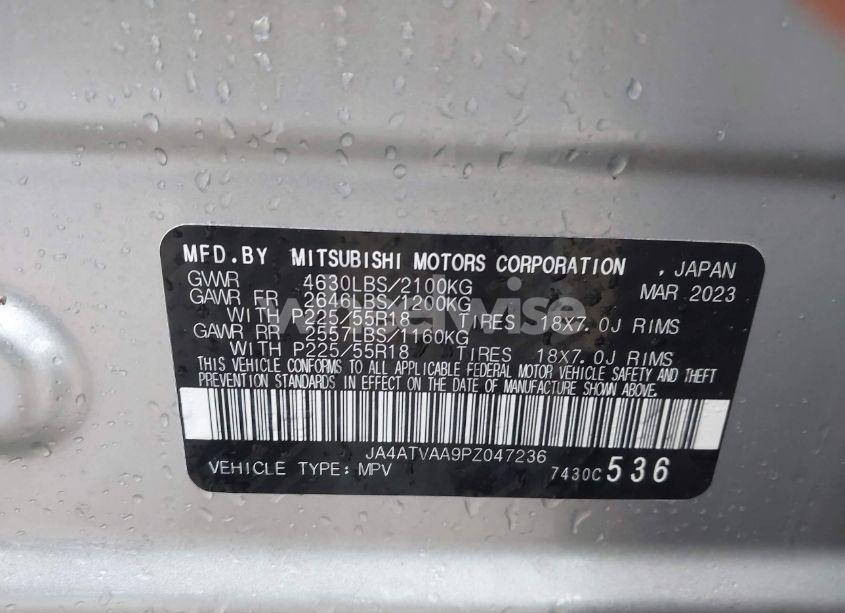 MFD.BY MITSUBISHI MOTORS CORPORATION , JAPAN
GVWR 4630LBS/2100KG MAR 2023
GAWR FR 2646LBS/1200KG
WITH P225/55R18 TIRES 18X7.0J RIMS
GAWR RR 2557LBS/1160KG
WITH P225/55R18 TIRES 18X7.0J RIMS
THIS VEHICLE CONFORMS TO ALL APPLICABLE FEDERAL MOTOR VEHICLE SAFETY AND THEFT
PREVENTION STANDARDS IN EFFECT ON THE DATE OF MANUFACTURE SHOWN ABOVE.
JA4ATVAA9PZ047236
VEHICLE TYPE: MPV 7430C 536